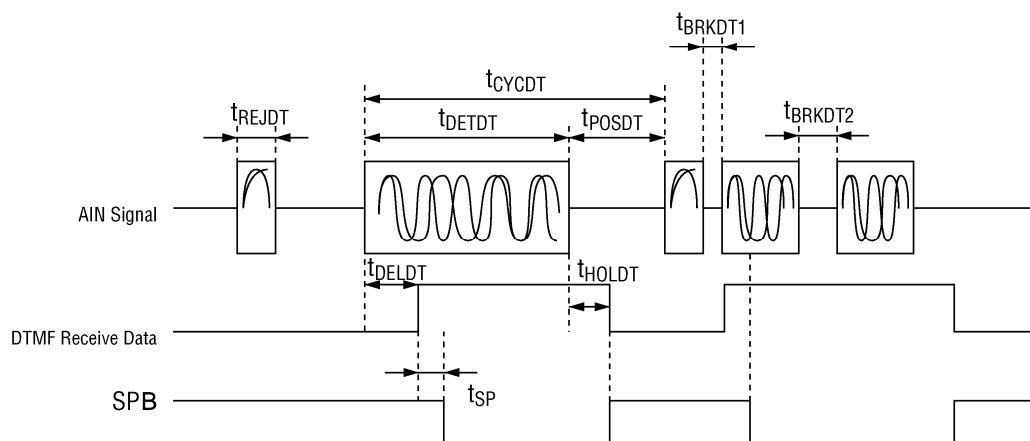 tBRKDT1
tCYCDT
tREJDT
tDETDT
tPOSDT
tBRKDT2
AIN Signal
tDELDT
tHOLDT
DTMF Receive Data
tSP
SPB